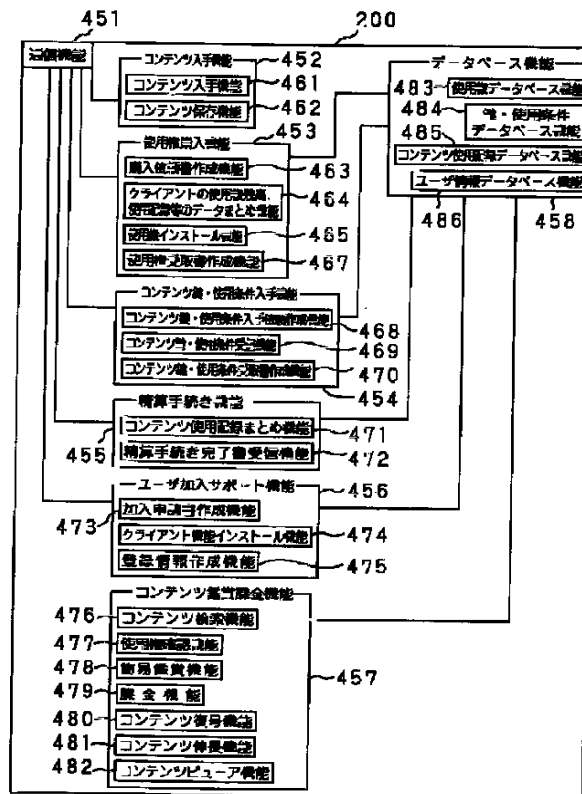 451
200
通信機能
コンテンツ入手機能
452
コンテンツ入手機能
461
コンテンツ保存機能
462
データベース機能
483
使用権データベース機能
484
鍵・使用条件
データベース機能
485
コンテンツ使用記録データベース機能
ユーザ情報データベース機能
486
458
使用権購入機能
453
購入依頼書作成機能
463
クライアントの使用権残高、
使用記録等のデータまとめ機能
464
使用権インストール機能
465
使用権受取書作成機能
467
コンテンツ鍵・使用条件入手機能
468
コンテンツ鍵・使用条件受信機能
469
コンテンツ鍵・使用条件受取書作成機能
470
454
精算手続き機能
455
コンテンツ使用記録まとめ機能
471
精算手続き完了書受信機能
472
ユーザ加入サポート機能
456
473
加入申請書作成機能
クライアント機能インストール機能
474
登録情報作成機能
475
コンテンツ鑑賞課金機能
476
コンテンツ検索機能
477
使用権確認機能
478
簡易鑑賞機能
457
479
課金機能
480
コンテンツ復号機能
481
コンテンツ伸長機能
482
コンテンツビューア機能